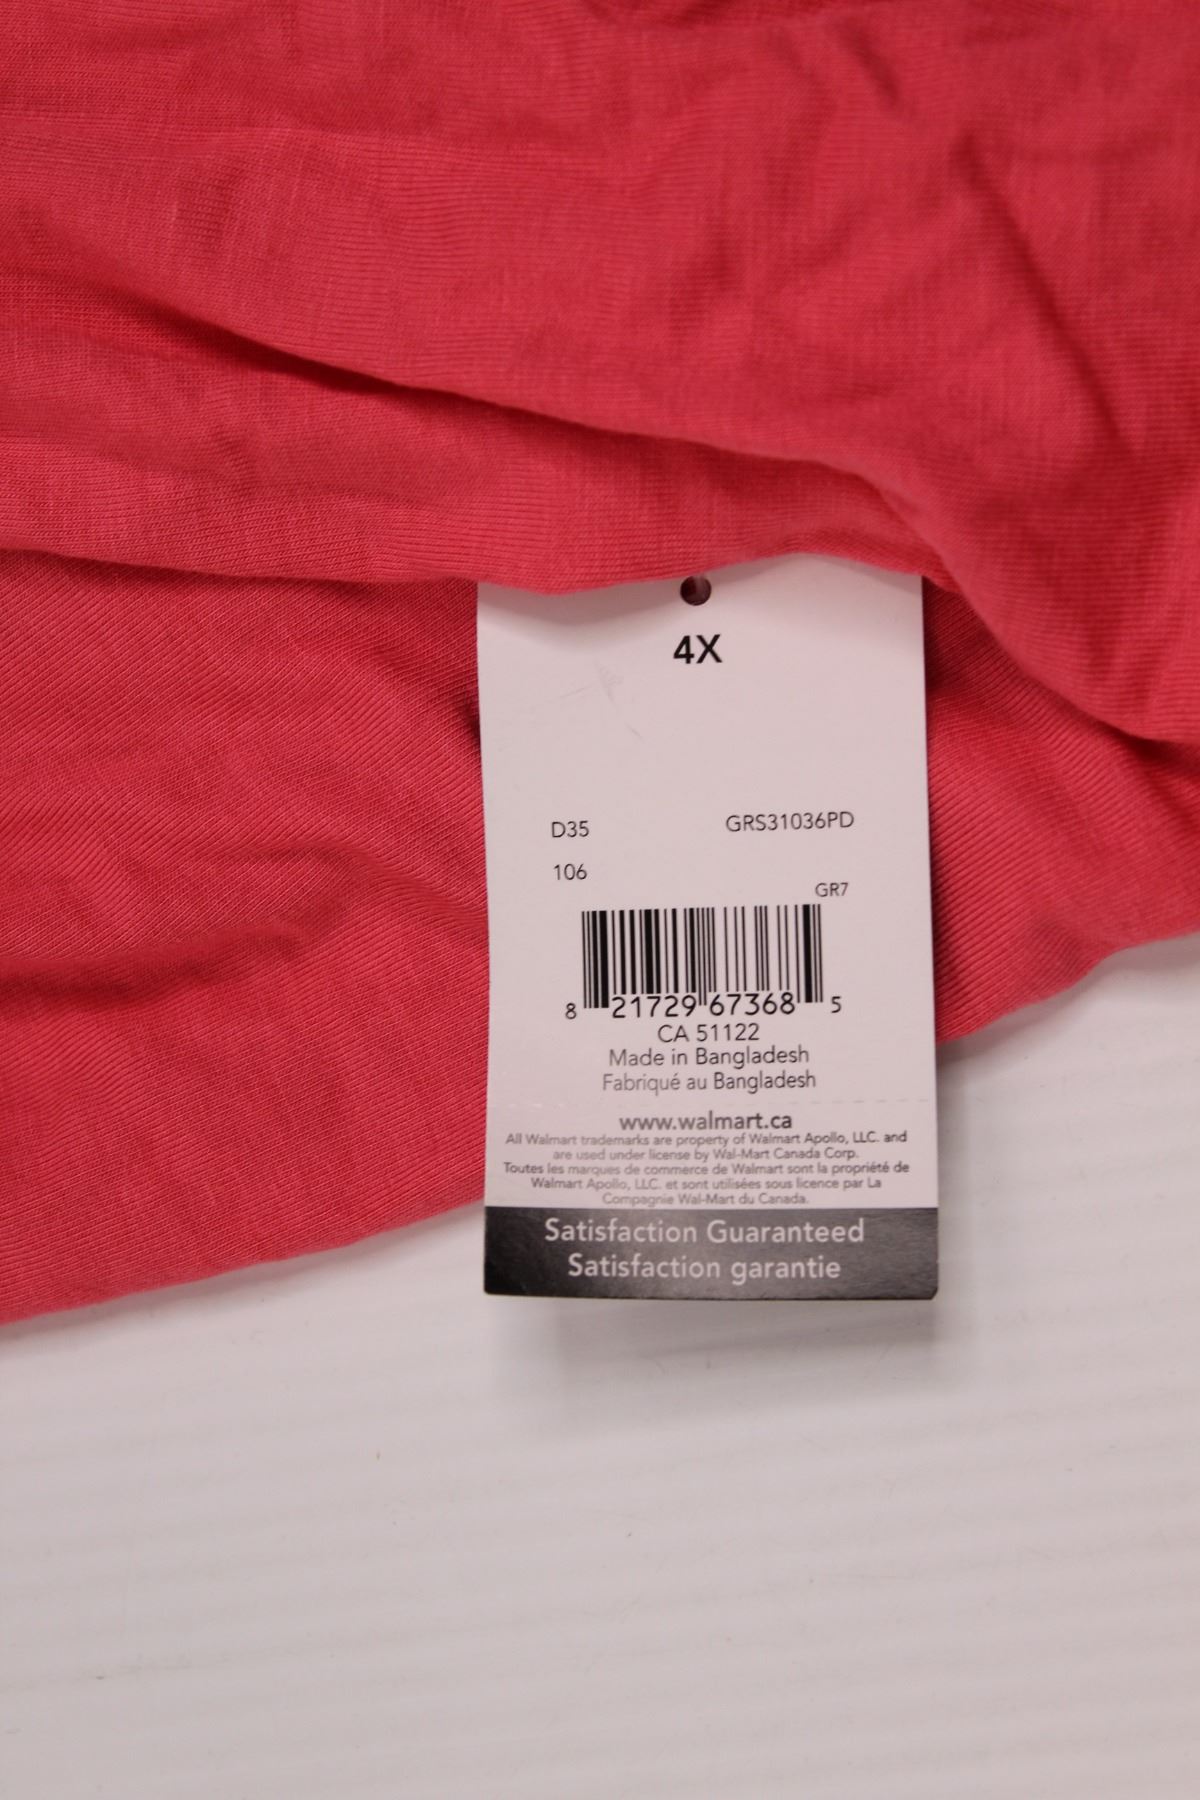 4X
D35 GRS31036PD
106
GR7
8 21729 67368 5
CA 51122
Made in Bangladesh
Fabriqué au Bangladesh
www.walmart.ca
All Walmart trademarks are property of Walmart Apollo, LLC. and
are used under license by Wal-Mart Canada Corp.
Toutes les marques de commerce de Walmart sont la propriété de
Walmart Apollo, LLC. et sont utilisées sous licence par La
Compagnie Wal-Mart du Canada.
Satisfaction Guaranteed
Satisfaction garantie